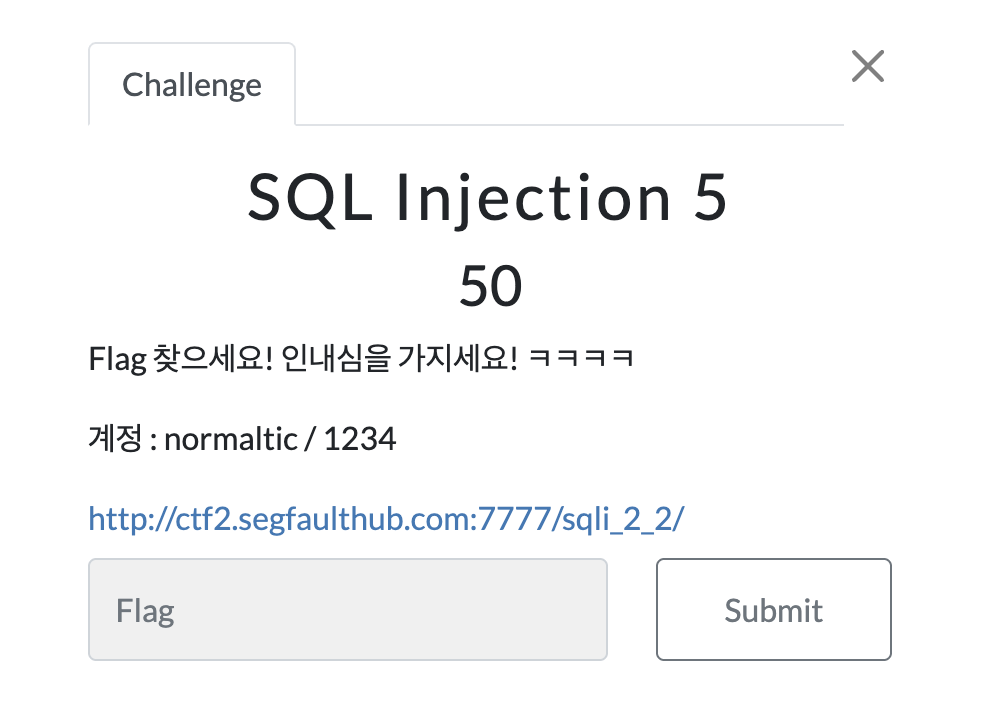 Challenge
SQL Injection 5
50
Flag 찾으세요! 인내심을 가지세요! ㅋㅋㅋㅋ
계정 : normaltic / 1234
http://ctf2.segfaulthub.com:7777/sqli_2_2/
Flag
Submit